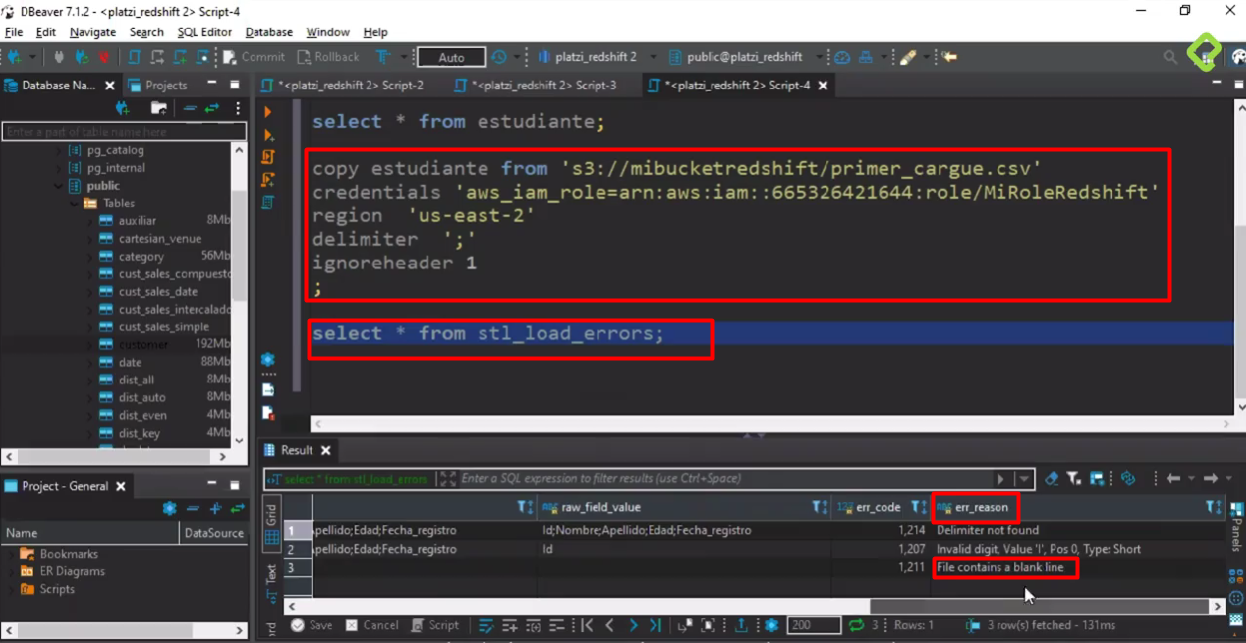 DBeaver 7.1.2 - <platzi_redshift 2> Script-4
File Edit Navigate Search SQL Editor Database Window Help
Commit Rollback Auto platzi_redshift 2 public@platzi_redshift
Database Na... Projects *<platzi_redshift 2> Script-2 *<platzi_redshift 2> Script-3 *<platzi_redshift 2> Script-4
Enter a part of table name here
pg_catalog
pg_internal
public
Tables
auxiliar 8Mb
cartesian_venue
category 56Mb
cust_sales_compuesto
cust_sales_date
cust_sales_intercalado
cust_sales_simple
customer 192Mb
date 88Mb
dist_all 8Mb
dist_auto 8Mb
dist_even 4Mb
dist_key 4Mb
select * from estudiante;
copy estudiante from 's3://mibucketredshift/primer_cargue.csv'
credentials 'aws_iam_role=arn:aws:iam::665326421644:role/MiRoleRedshift'
region 'us-east-2'
delimiter ';'
ignoreheader 1
;
select * from stl_load_errors;
Project - General
Name DataSource
Bookmarks
ER Diagrams
Scripts
Result
select * from stl_load_errors Enter a SQL expression to filter results (use Ctrl+Space)
Grid
Text
Panels
raw_field_value 123 err_code err_reason
1 Apellido;Edad;Fecha_registro Id;Nombre;Apellido;Edad;Fecha_registro 1,214 Delimiter not found
2 Apellido;Edad;Fecha_registro Id 1,207 Invalid digit, Value 'I', Pos 0, Type: Short
3 1,211 File contains a blank line
Save Cancel Script 200 3 Rows: 1 3 row(s) fetched - 131ms